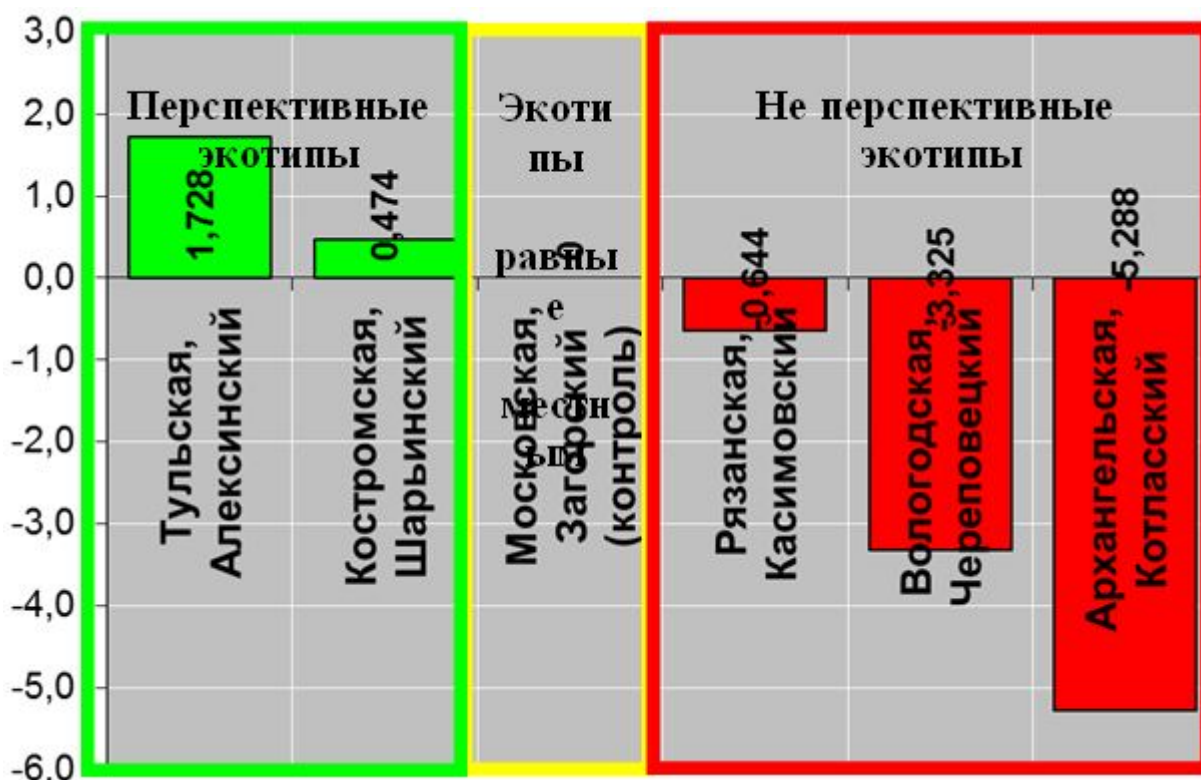 3,0
2,0
1,0
0,0
-1,0
-2,0
-3,0
-4,0
-5,0
-6,0
Перспективные
экотипы
Экоти
пы
равны
е
местн
ым
Не перспективные
экотипы
1,728
0,474
0
-0,644
-3,325
-5,288
Тульская,
Алексинский
Костромская,
Шарьинский
Московская,
Загорский
(контроль)
Рязанская,
Касимовский
Вологодская,
Череповецкий
Архангельская,
Котласский